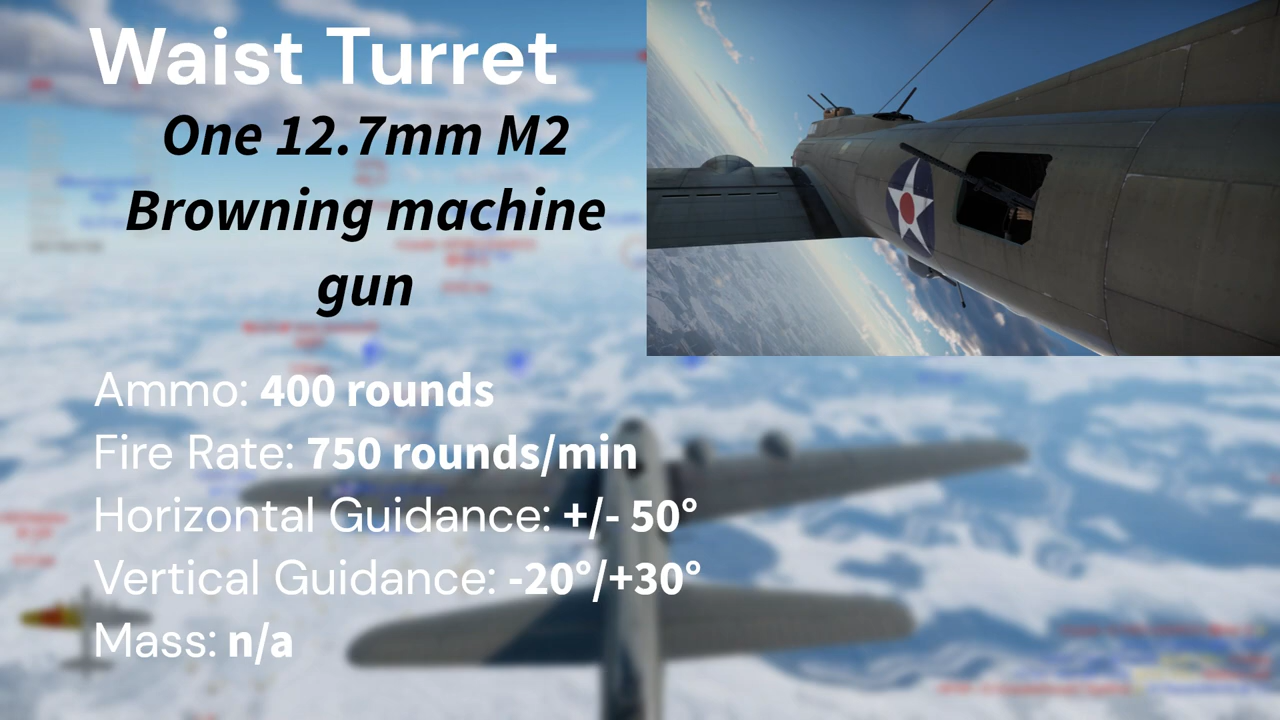 Waist Turret
One 12.7mm M2
Browning machine
gun
Ammo: 400 rounds
Fire Rate: 750 rounds/min
Horizontal Guidance: +/- 50°
Vertical Guidance: -20°/+30°
Mass: n/a